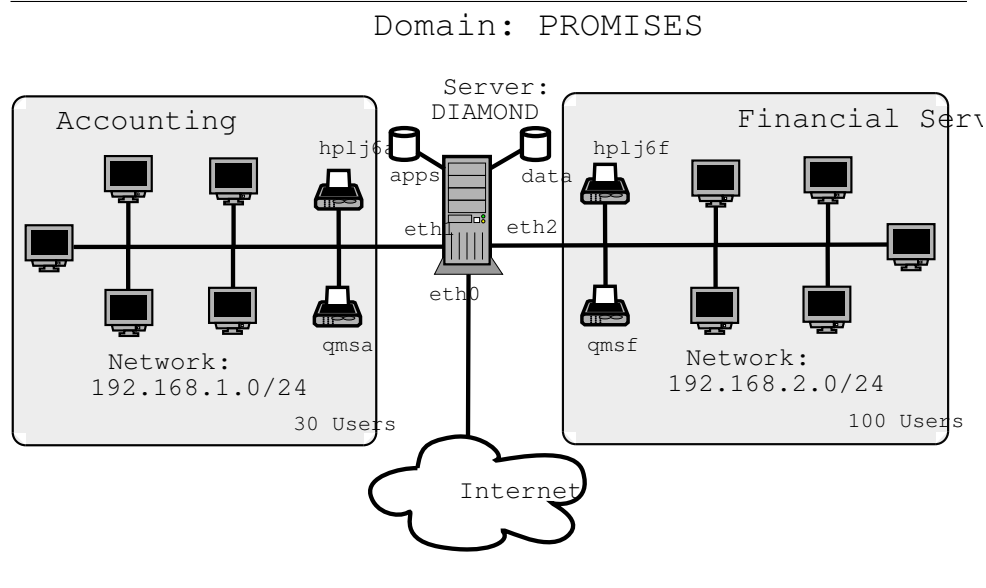 Domain: PROMISES
Server:
DIAMOND
Accounting
Financial Serv
hplj6a
apps
data
hplj6f
eth1
eth2
eth0
qmsa
qmsf
Network:
192.168.1.0/24
Network:
192.168.2.0/24
30 Users
100 Users
Internet